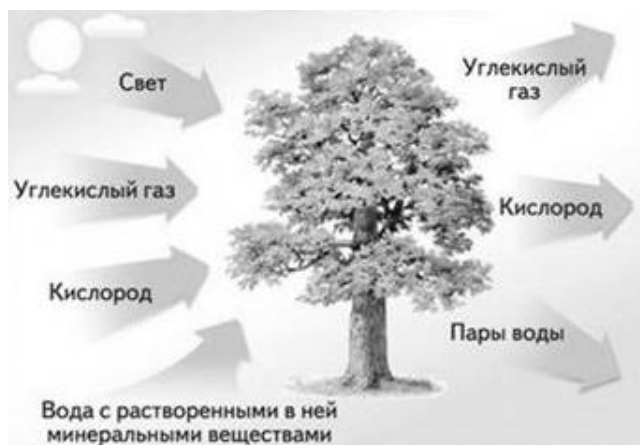 Свет
Углекислый газ
Кислород
Вода с растворенными в ней
минеральными веществами
Углекислый
газ
Кислород
Пары воды